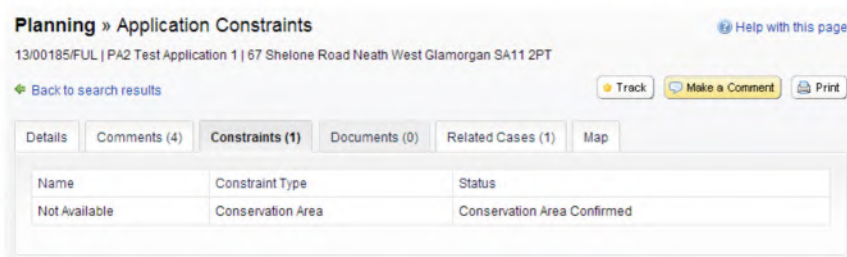 Planning » Application Constraints
Help with this page
13/00185/FUL | PA2 Test Application 1 | 67 Shelone Road Neath West Glamorgan SA11 2PT
Back to search results
Track
Make a Comment
Print
Details
Comments (4)
Constraints (1)
Documents (0)
Related Cases (1)
Map
Name Constraint Type Status
Not Available Conservation Area Conservation Area Confirmed